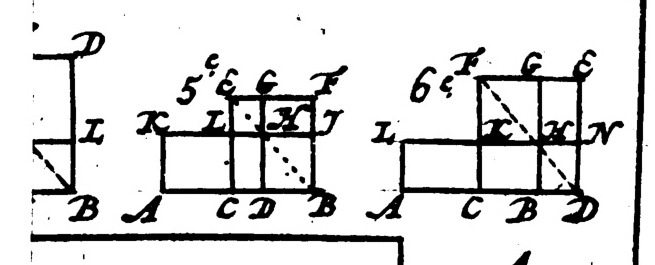 D
L
B
5e
E G F
K L H I
A C D B
6e
F G E
L K H N
A C B D